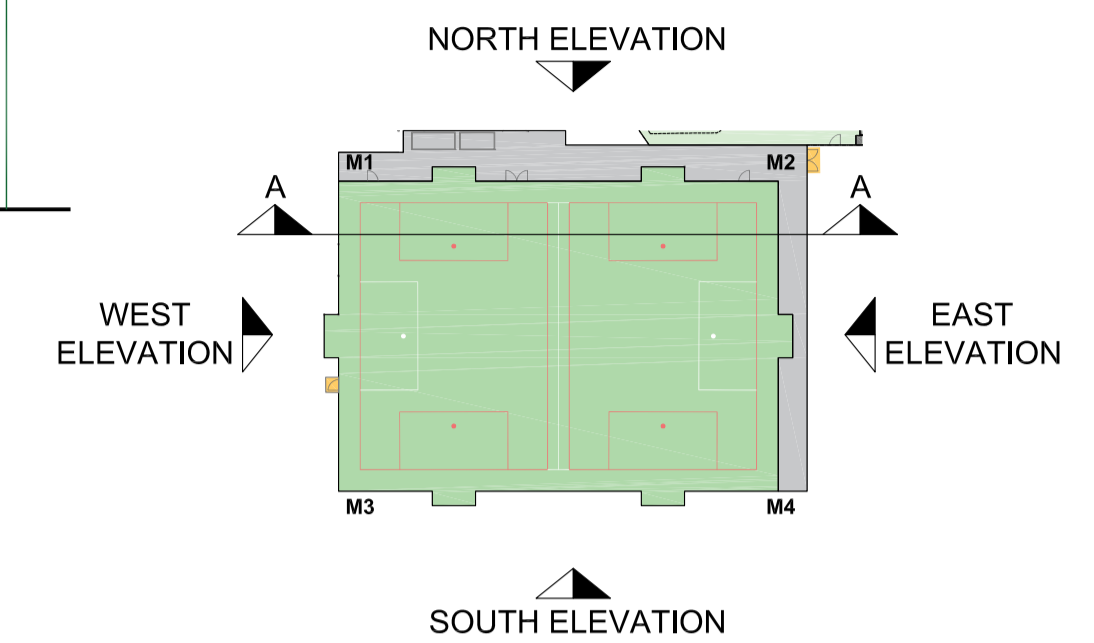 NORTH ELEVATION
M1
M2
A
A
WEST
ELEVATION
EAST
ELEVATION
M3
M4
SOUTH ELEVATION